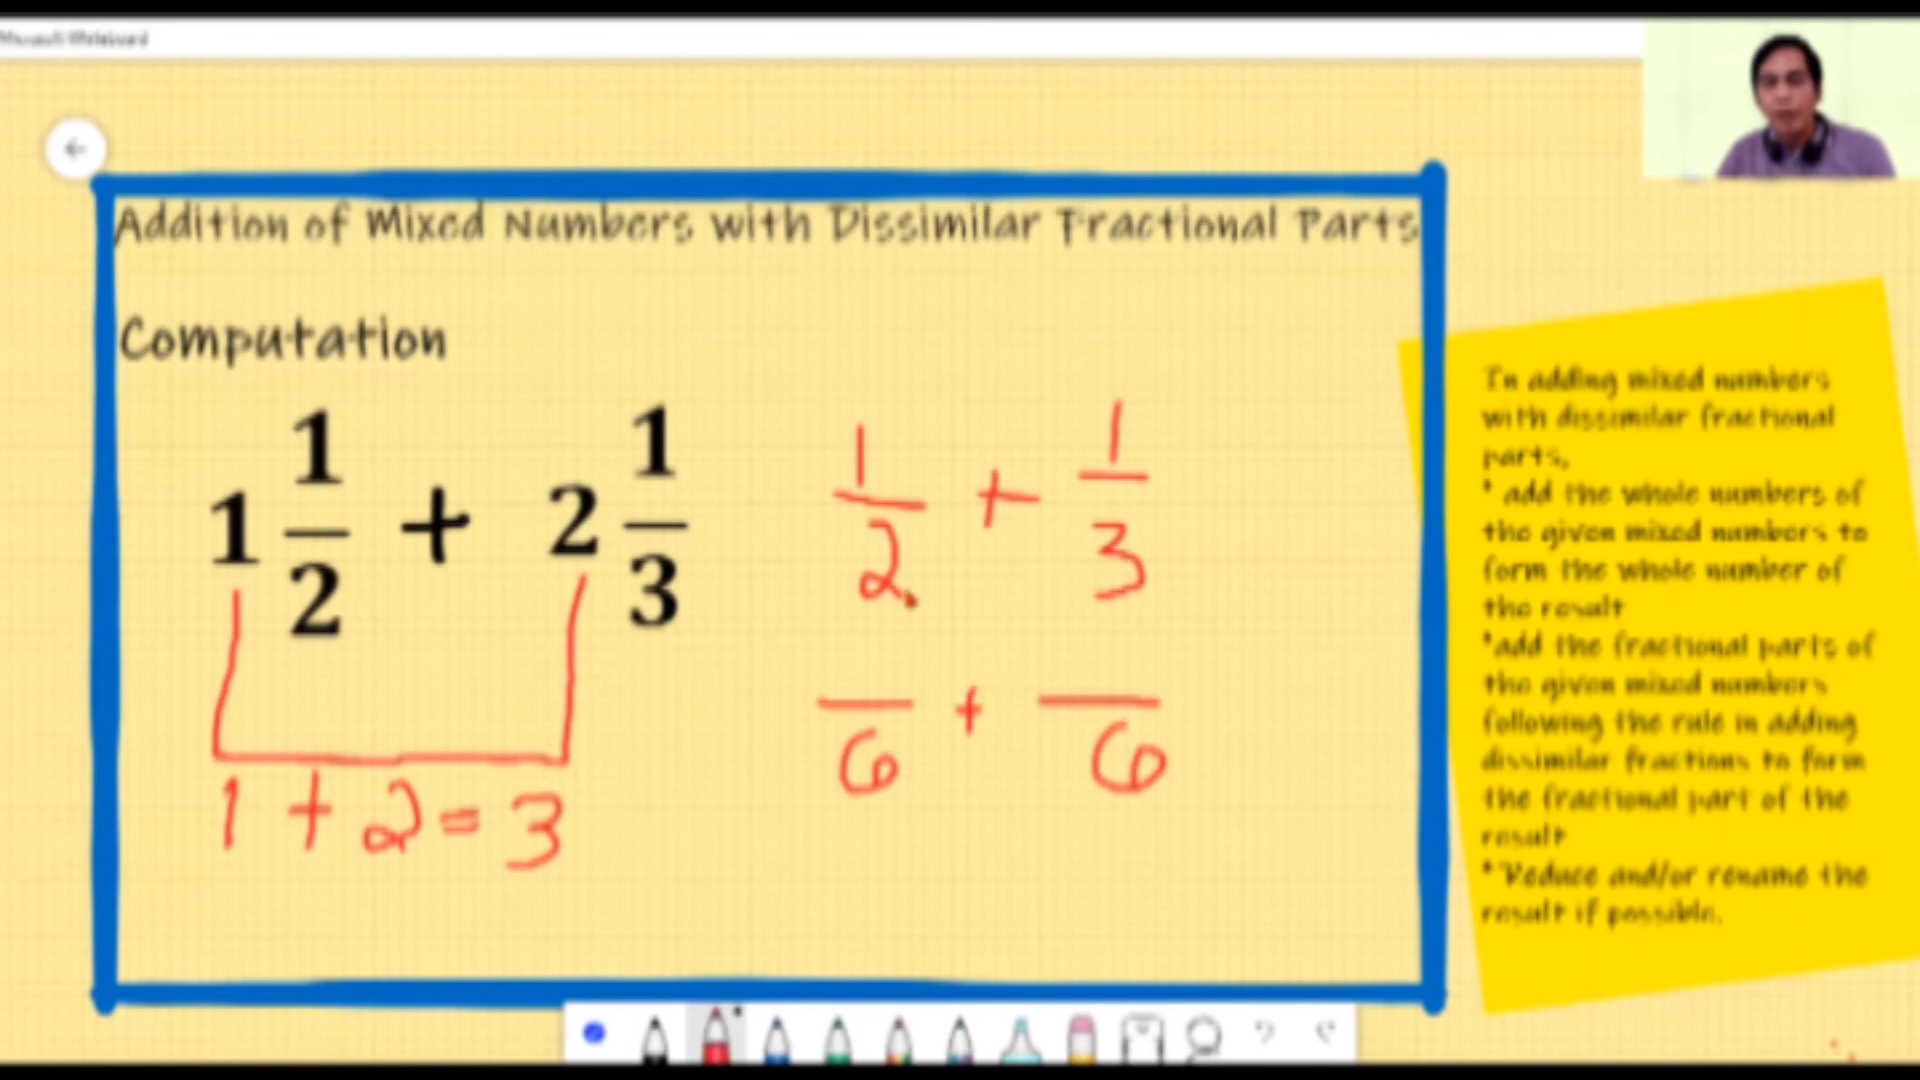 Microsoft Whiteboard
Addition of Mixed Numbers with Dissimilar Fractional Parts
Computation
1 1/2 + 2 1/3
1 + 2 = 3
1/2 + 1/3
/6 + /6
In adding mixed numbers
with dissimilar fractional
parts,
* add the whole numbers of
the given mixed numbers to
form the whole number of
the result
*add the fractional parts of
the given mixed numbers
following the rule in adding
dissimilar fractions to form
the fractional part of the
result
* Reduce and/or rename the
result if possible.